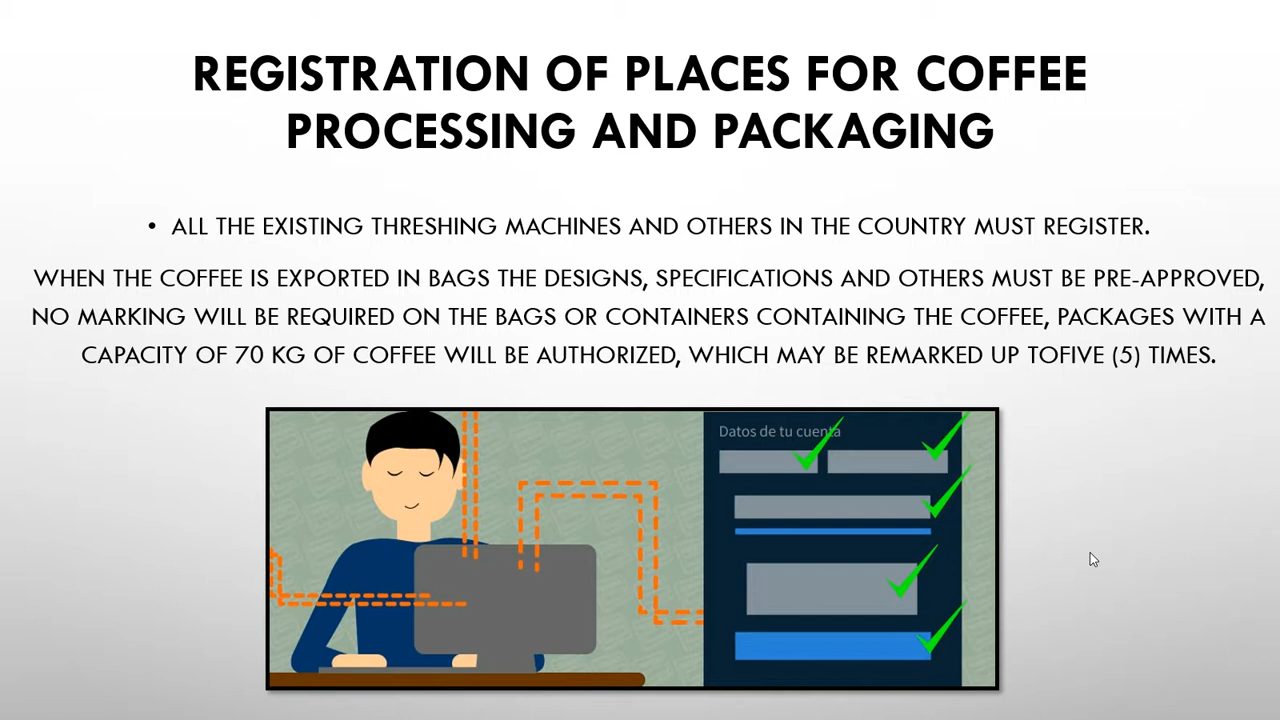 REGISTRATION OF PLACES FOR COFFEE
PROCESSING AND PACKAGING
• ALL THE EXISTING THRESHING MACHINES AND OTHERS IN THE COUNTRY MUST REGISTER.
WHEN THE COFFEE IS EXPORTED IN BAGS THE DESIGNS, SPECIFICATIONS AND OTHERS MUST BE PRE-APPROVED,
NO MARKING WILL BE REQUIRED ON THE BAGS OR CONTAINERS CONTAINING THE COFFEE, PACKAGES WITH A
CAPACITY OF 70 KG OF COFFEE WILL BE AUTHORIZED, WHICH MAY BE REMARKED UP TOFIVE (5) TIMES.
Datos de tu cuenta